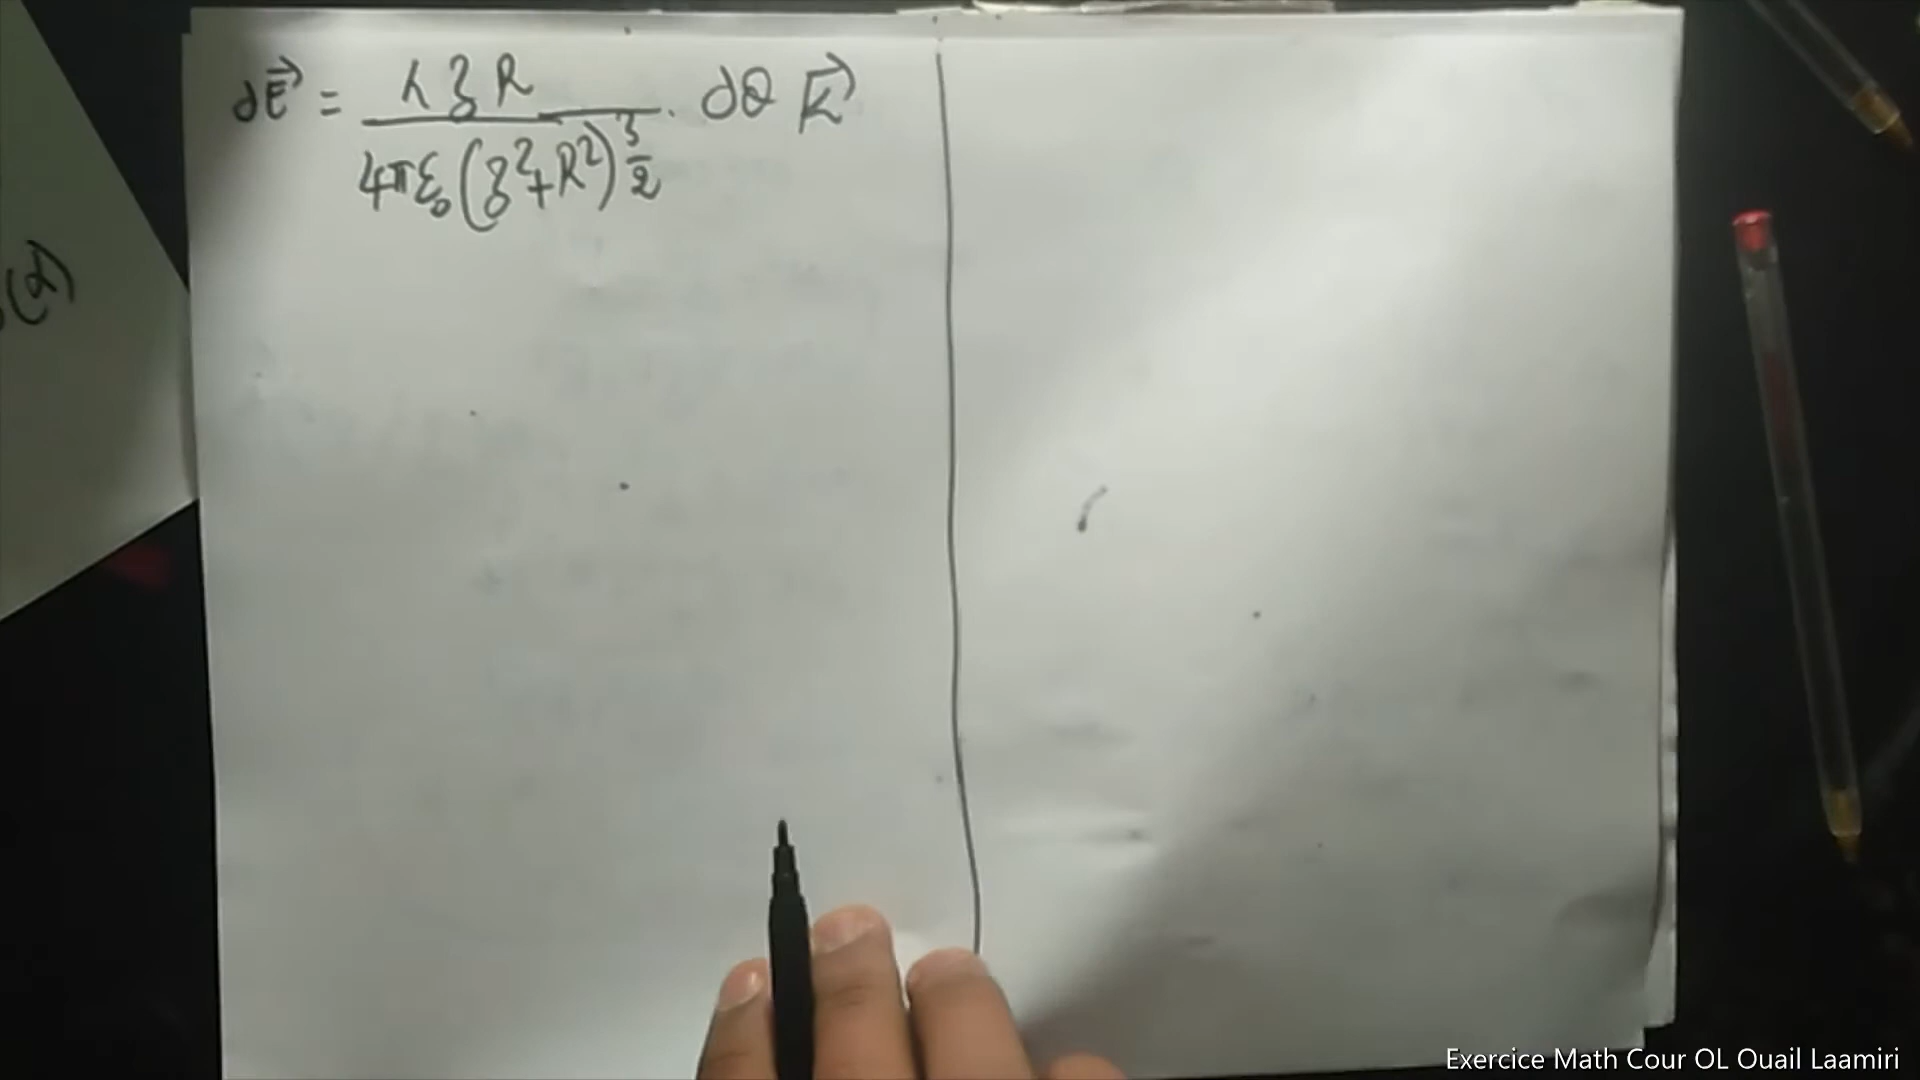 dE⃗ = λ z R / 4πε₀(z²+R²)^(3/2) · dθ k⃗
(α)
Exercice Math Cour OL Ouail Laamiri